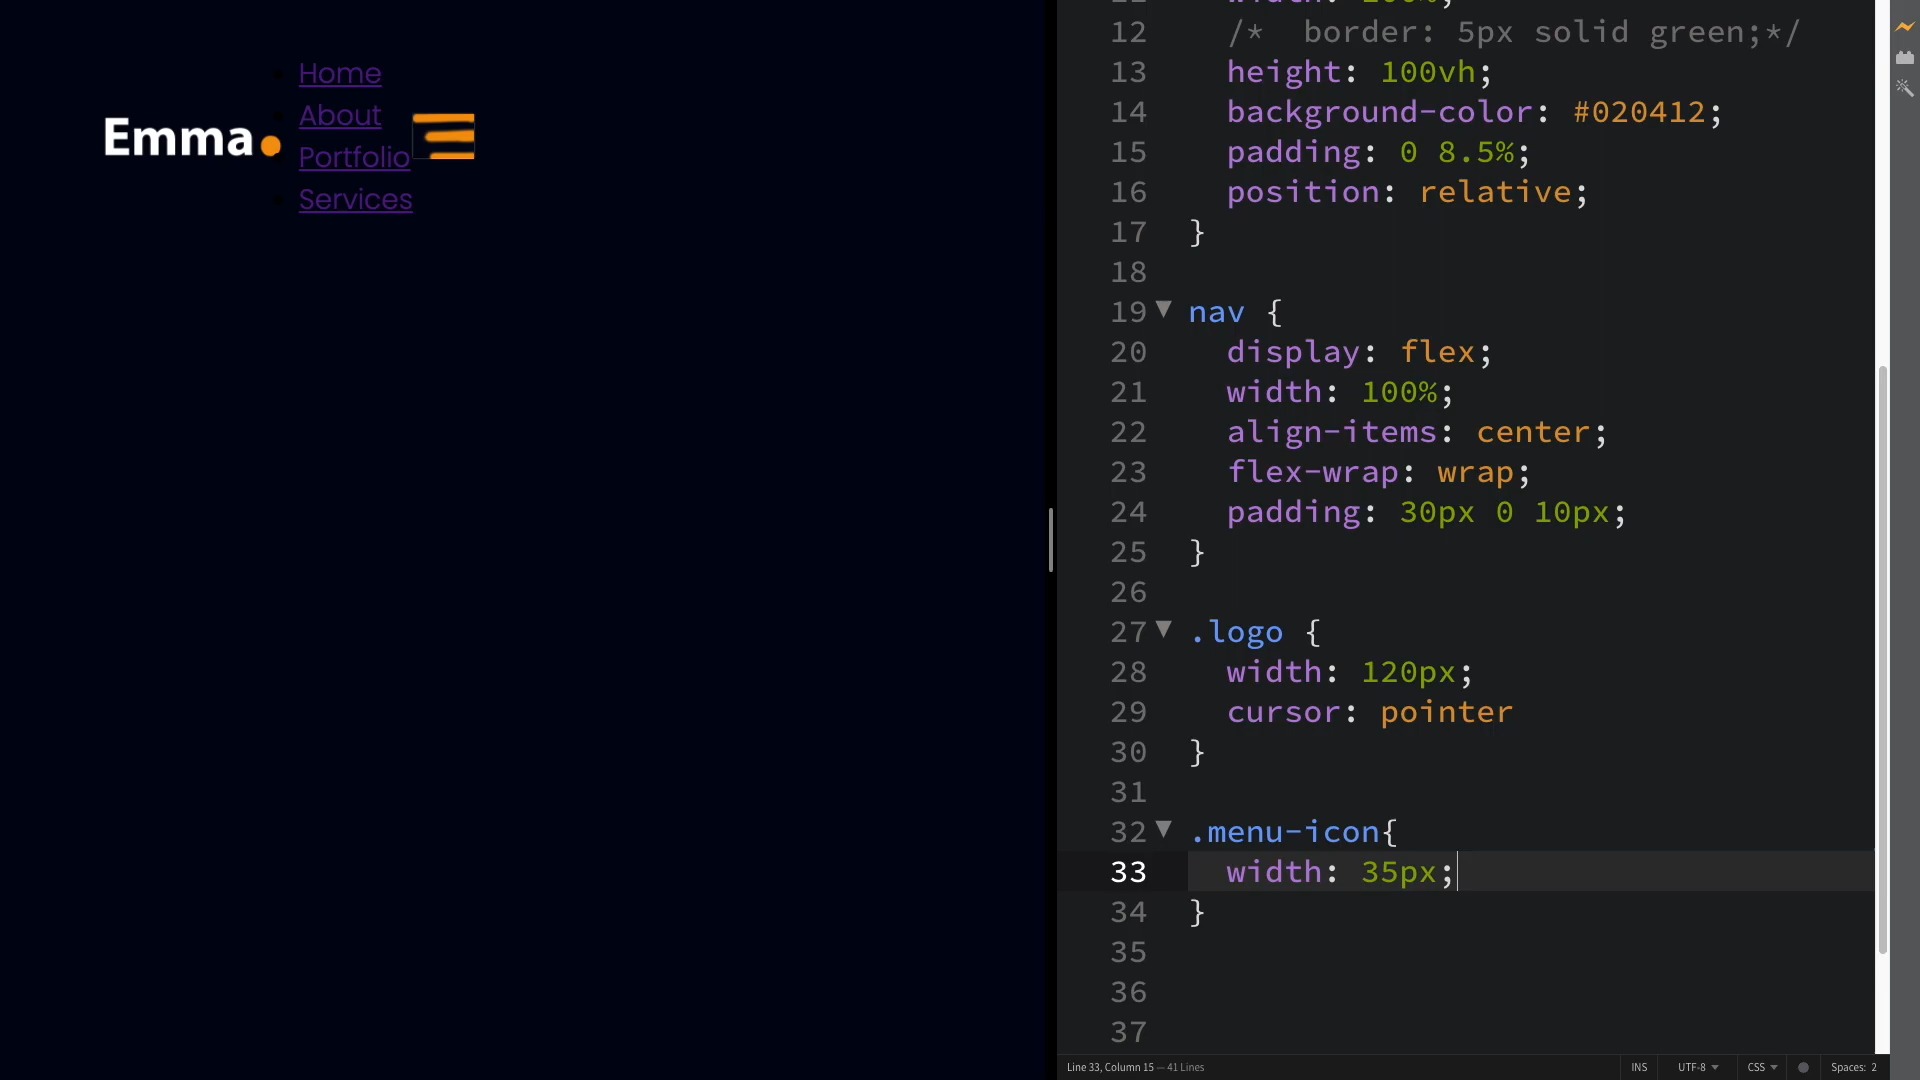 Home
About
Emma.
Portfolio
Services
11 width: 100%;
12 /*  border: 5px solid green;*/
13 height: 100vh;
14 background-color: #020412;
15 padding: 0 8.5%;
16 position: relative;
17 }
18
19 nav {
20 display: flex;
21 width: 100%;
22 align-items: center;
23 flex-wrap: wrap;
24 padding: 30px 0 10px;
25 }
26
27 .logo {
28 width: 120px;
29 cursor: pointer
30 }
31
32 .menu-icon{
33 width: 35px;
34 }
35
36
37
Line 33, Column 15 — 41 Lines
INS UTF-8 CSS Spaces: 2